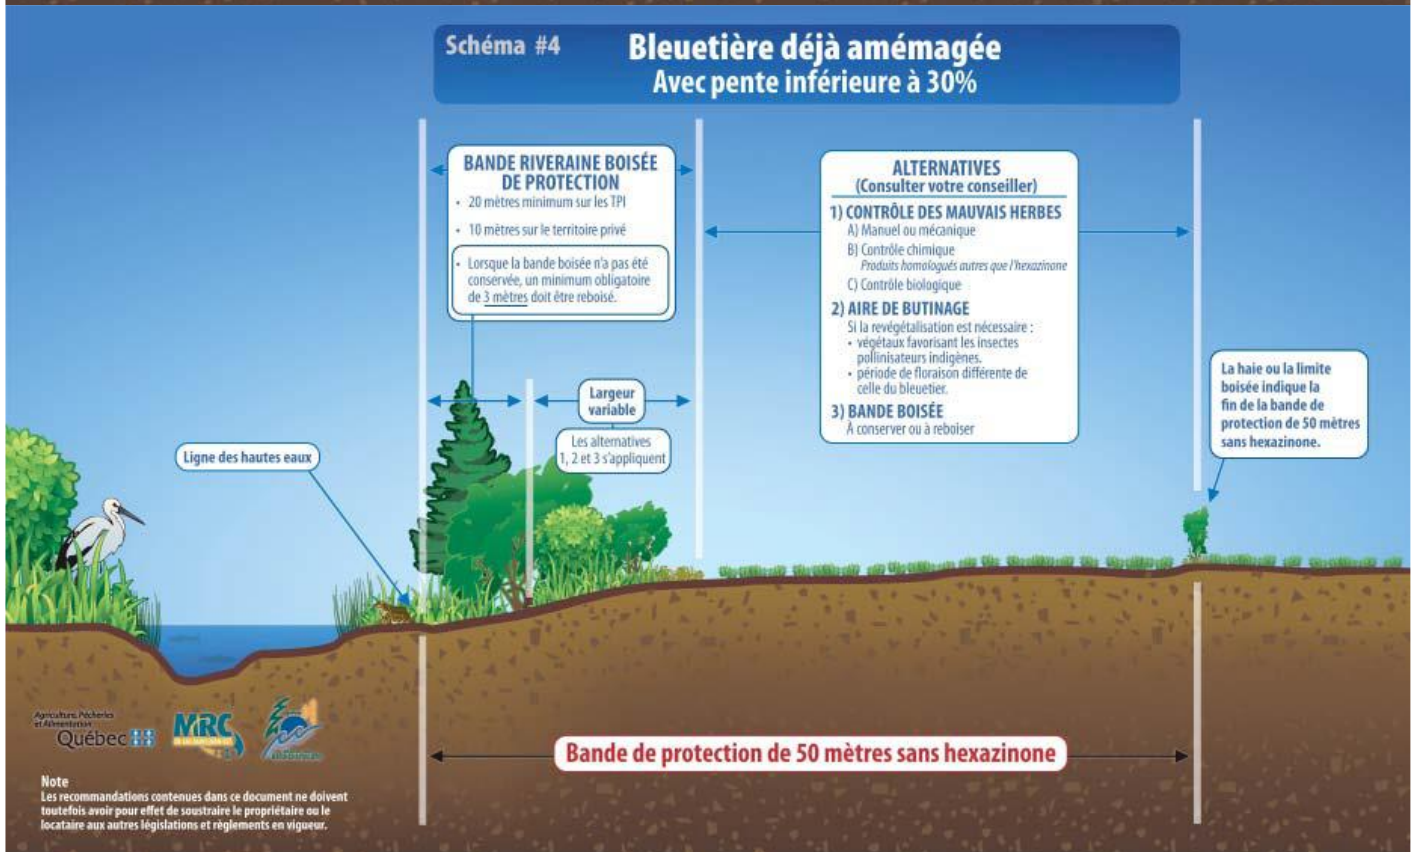 Schéma #4
Bleuetière déjà amémagée
Avec pente inférieure à 30%
BANDE RIVERAINE BOISÉE
DE PROTECTION
• 20 mètres minimum sur les TPI
• 10 mètres sur le territoire privé
• Lorsque la bande boisée n'a pas été
conservée, un minimum obligatoire
de 3 mètres doit être reboisé.
ALTERNATIVES
(Consulter votre conseiller)
1) CONTRÔLE DES MAUVAIS HERBES
A) Manuel ou mécanique
B) Contrôle chimique
Produits homologués autres que l'hexazinone
C) Contrôle biologique
2) AIRE DE BUTINAGE
Si la revégétalisation est nécessaire :
• végétaux favorisant les insectes
pollinisateurs indigènes.
• période de floraison différente de
celle du bleuetier.
3) BANDE BOISÉE
À conserver ou à reboiser
La haie ou la limite
boisée indique la
fin de la bande de
protection de 50 mètres
sans hexazinone.
Largeur
variable
Les alternatives
1, 2 et 3 s'appliquent
Ligne des hautes eaux
Agriculture, Pêcheries
et Alimentation
Québec
MRC
Bande de protection de 50 mètres sans hexazinone
Note
Les recommandations contenues dans ce document ne doivent
toutefois avoir pour effet de soustraire le propriétaire ou le
locataire aux autres législations et règlements en vigueur.